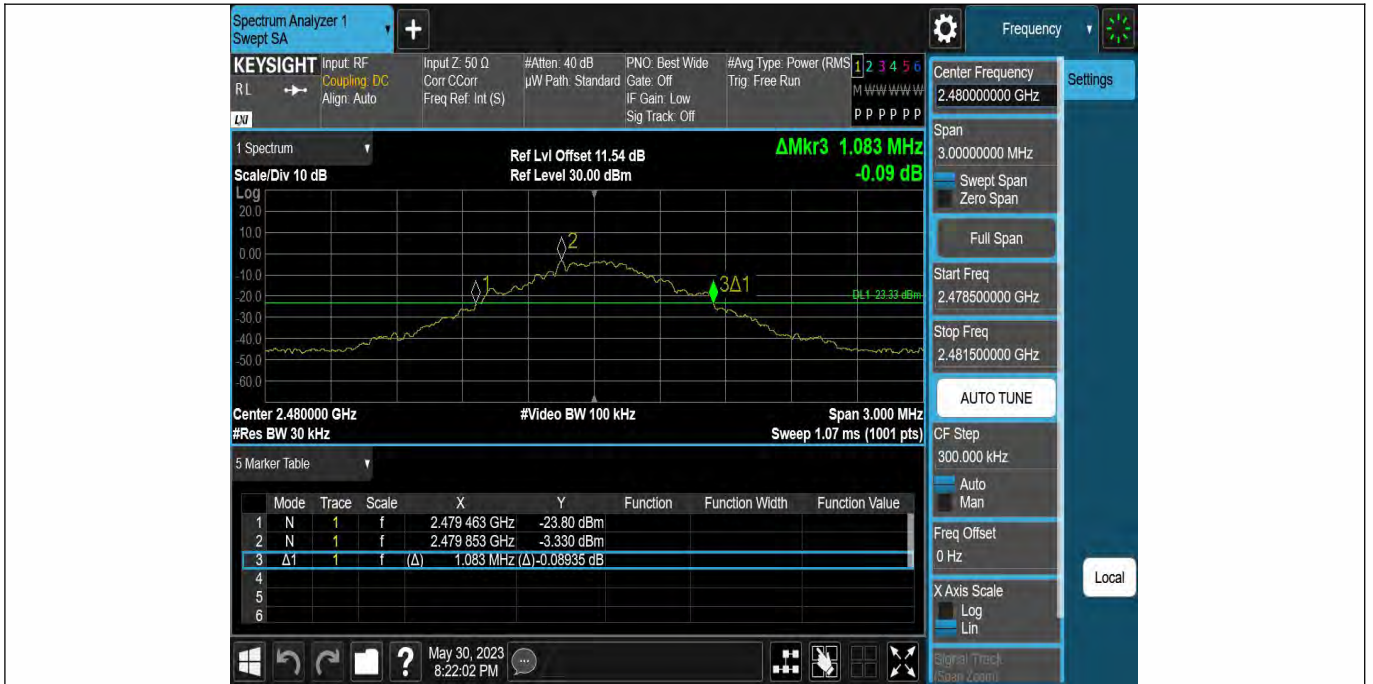 Spectrum Analyzer 1
Swept SA
Frequency
KEYSIGHT
RL
LXI
Input: RF
Coupling: DC
Align: Auto
Input Z: 50 Ω
Corr CCorr
Freq Ref: Int (S)
#Atten: 40 dB
µW Path: Standard
PNO: Best Wide
Gate: Off
IF Gain: Low
Sig Track: Off
#Avg Type: Power (RMS
Trig: Free Run
1 2 3 4 5 6
M W W W W W
P P P P P P
1 Spectrum
Scale/Div 10 dB
Ref Lvl Offset 11.54 dB
Ref Level 30.00 dBm
ΔMkr3 1.083 MHz
-0.09 dB
Log
20.0
10.0
0.00
-10.0
-20.0
-30.0
-40.0
-50.0
-60.0
1
2
3Δ1
DL1 -23.33 dBm
Center 2.480000 GHz
#Video BW 100 kHz
Span 3.000 MHz
#Res BW 30 kHz
Sweep 1.07 ms (1001 pts)
5 Marker Table
Mode Trace Scale X Y Function Function Width Function Value
1 N 1 f 2.479 463 GHz -23.80 dBm
2 N 1 f 2.479 853 GHz -3.330 dBm
3 Δ1 1 f (Δ) 1.083 MHz (Δ) -0.08935 dB
4
5
6
May 30, 2023
8:22:02 PM
Center Frequency
2.480000000 GHz
Settings
Span
3.00000000 MHz
Swept Span
Zero Span
Full Span
Start Freq
2.478500000 GHz
Stop Freq
2.481500000 GHz
AUTO TUNE
CF Step
300.000 kHz
Auto
Man
Freq Offset
0 Hz
X Axis Scale
Log
Lin
Signal Track
(Span Zoom)
Local